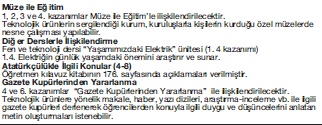 Müze ile Eğitim
1, 2, 3 ve 4. kazanımlar Müze ile Eğitim'le ilişkilendirilecektir.
Teknolojik ürünlerin sergilendiği kurum, kuruluşlarla kişilerin kurduğu özel müzelerde
nesne çalışması yapılabilir.
Diğer Derslerle İlişkilendirme
Fen ve teknoloji dersi "Yaşamımızdaki Elektrik" ünitesi (1. 4 kazanım)
1.4. Elektriğin günlük yaşamdaki önemini araştırır ve sunar.
Atatürkçülükle İlgili Konular (4-8)
Öğretmen kılavuz kitabının 176. sayfasında açıklamaları verilmiştir.
Gazete Kupürlerinden Yararlanma
4 ve 6. kazanımlar "Gazete Kupürlerinden Yararlanma" ile ilişkilendirilecektir.
Teknolojik ürünlere yönelik makale, haber, yazı dizileri, araştırma-inceleme vb. ile ilgili
gazete kupürleri derlenerek öğrencilerden konuyla ilgili duygu ve düşüncelerini anlatan
metin oluşturmaları istenebilir.